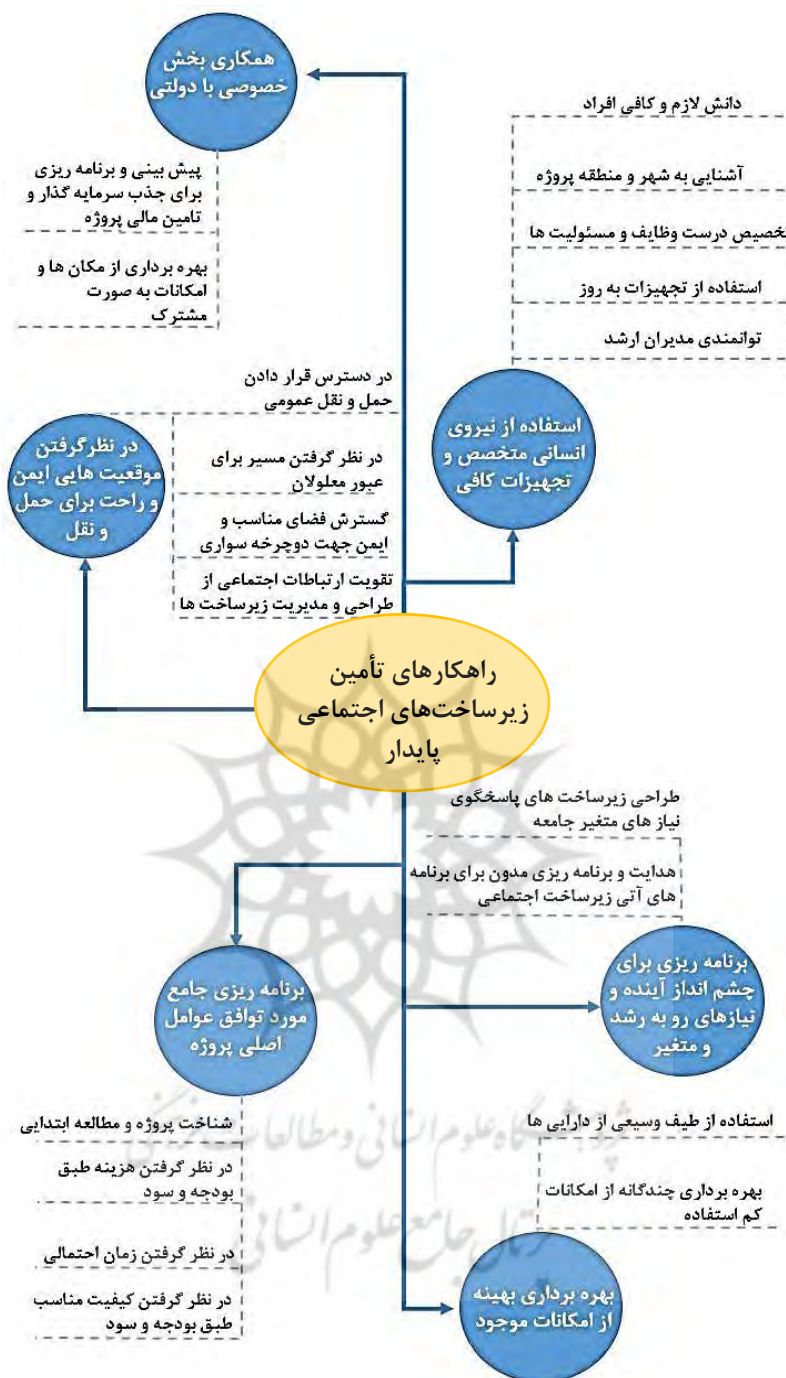 همکاری بخش
خصوصی با دولتی
پیش بینی و برنامه ریزی
برای جذب سرمایه گذار و
تامین مالی پروژه
بهره برداری از مکان ها و
امکانات به صورت
مشترک
دانش لازم و کافی افراد
آشنایی به شهر و منطقه پروژه
تخصیص درست وظایف و مسئولیت ها
استفاده از تجهیزات به روز
توانمندی مدیران ارشد
استفاده از نیروی
انسانی متخصص و
تجهیزات کافی
در دسترس قرار دادن
حمل و نقل عمومی
در نظر گرفتن مسیر برای
عبور معلولان
گسترش فضای مناسب و
ایمن جهت دوچرخه سواری
تقویت ارتباطات اجتماعی از
طراحی و مدیریت زیرساخت ها
در نظرگرفتن
موقعیت هایی ایمن
و راحت برای حمل
و نقل
راهکارهای تأمین
زیرساخت‌های اجتماعی
پایدار
طراحی زیرساخت های پاسخگوی
نیاز های متغیر جامعه
هدایت و برنامه ریزی مدون برای برنامه
های آتی زیرساخت اجتماعی
برنامه ریزی برای
چشم انداز آینده و
نیازهای رو به رشد
و متغیر
برنامه ریزی جامع
مورد توافق عوامل
اصلی پروژه
شناخت پروژه و مطالعه ابتدایی
در نظر گرفتن هزینه طبق
بودجه و سود
در نظر گرفتن زمان احتمالی
در نظر گرفتن کیفیت مناسب
طبق بودجه و سود
استفاده از طیف وسیعی از دارایی ها
بهره برداری چندگانه از امکانات
کم استفاده
بهره برداری بهینه
از امکانات موجود
پژوهشگاه علوم انسانی و مطالعات فرهنگی
پرتال جامع علوم انسانی